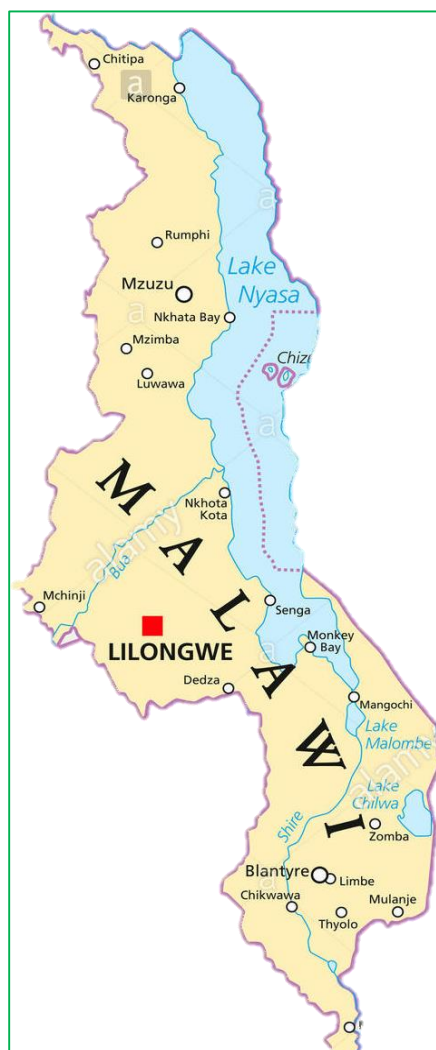 Chitipa
a
Karonga
a
Rumphi
Lake
Nyasa
Mzuzu
Nkhata Bay
a
Mzimba
Chizu
Luwawa
a
M
A
L
A
W
I
Nkhota
Kota
alamy
Bua
Mchinji
Senga
LILONGWE
Monkey
Bay
a
Dedza
Mangochi
Lake
Malombe
alamy
Lake
Chilwa
Shire
Zomba
Blantyre
Limbe
a
Chikwawa
Mulanje
Thyolo